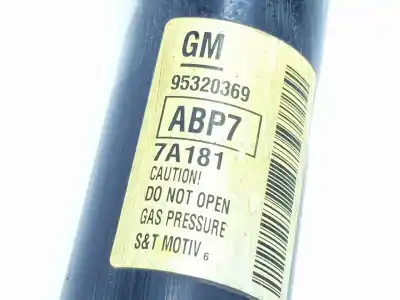 GM
95320369
ABP7
7A181
CAUTION!
DO NOT OPEN
GAS PRESSURE
S&T MOTIV 6